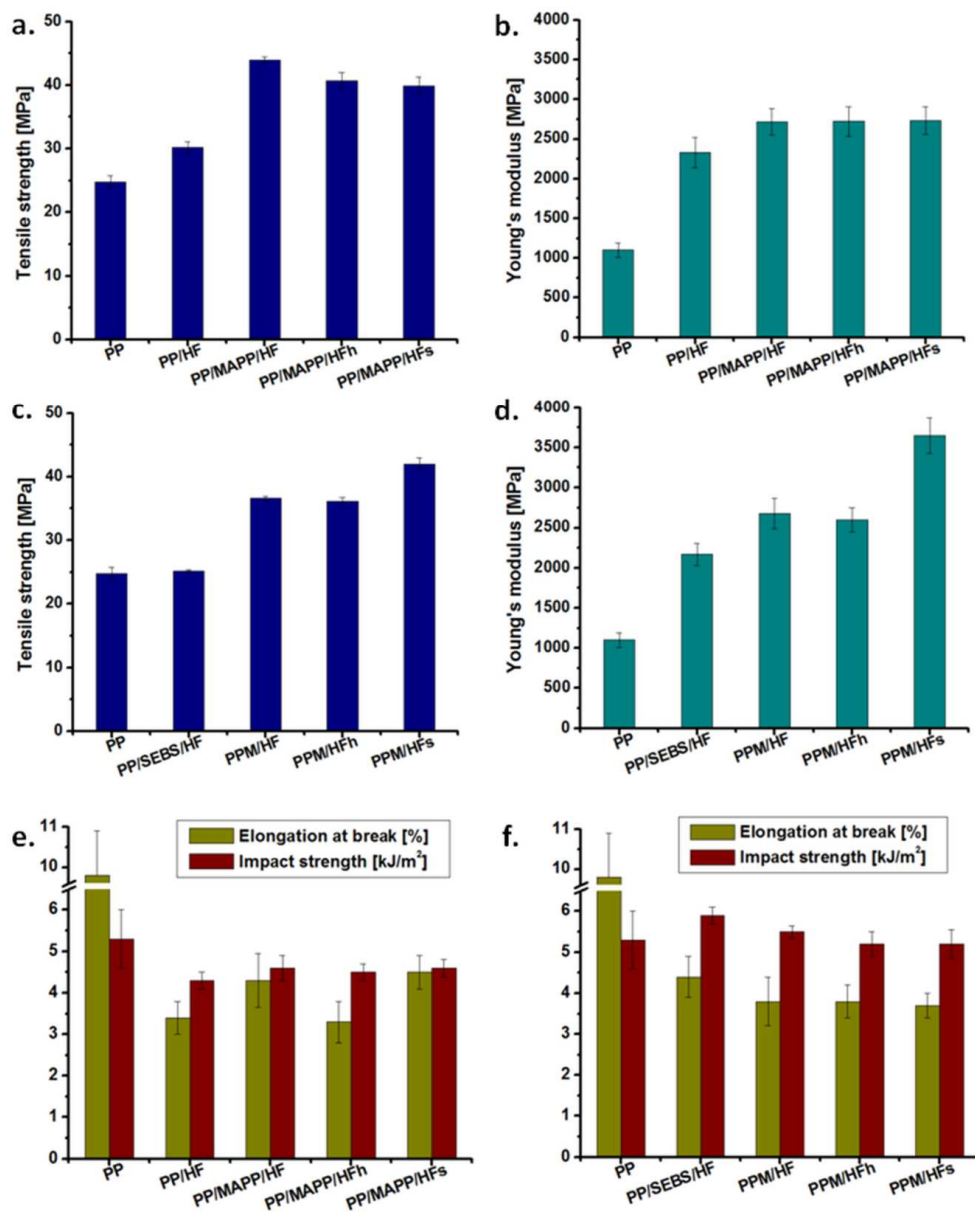 a.
Tensile strength [MPa]
50
40
30
20
10
0
PP
PP/HF
PP/MAPP/HF
PP/MAPP/HFh
PP/MAPP/HFs
b.
Young's modulus [MPa]
4000
3500
3000
2500
2000
1500
1000
500
0
PP
PP/HF
PP/MAPP/HF
PP/MAPP/HFh
PP/MAPP/HFs
c.
Tensile strength [MPa]
50
40
30
20
10
0
PP
PP/SEBS/HF
PPM/HF
PPM/HFh
PPM/HFs
d.
Young's modulus [MPa]
4000
3500
3000
2500
2000
1500
1000
500
0
PP
PP/SEBS/HF
PPM/HF
PPM/HFh
PPM/HFs
e.
Elongation at break [%]
Impact strength [kJ/m²]
11
10
6
5
4
3
2
1
0
PP
PP/HF
PP/MAPP/HF
PP/MAPP/HFh
PP/MAPP/HFs
f.
Elongation at break [%]
Impact strength [kJ/m²]
11
10
6
5
4
3
2
1
0
PP
PP/SEBS/HF
PPM/HF
PPM/HFh
PPM/HFs